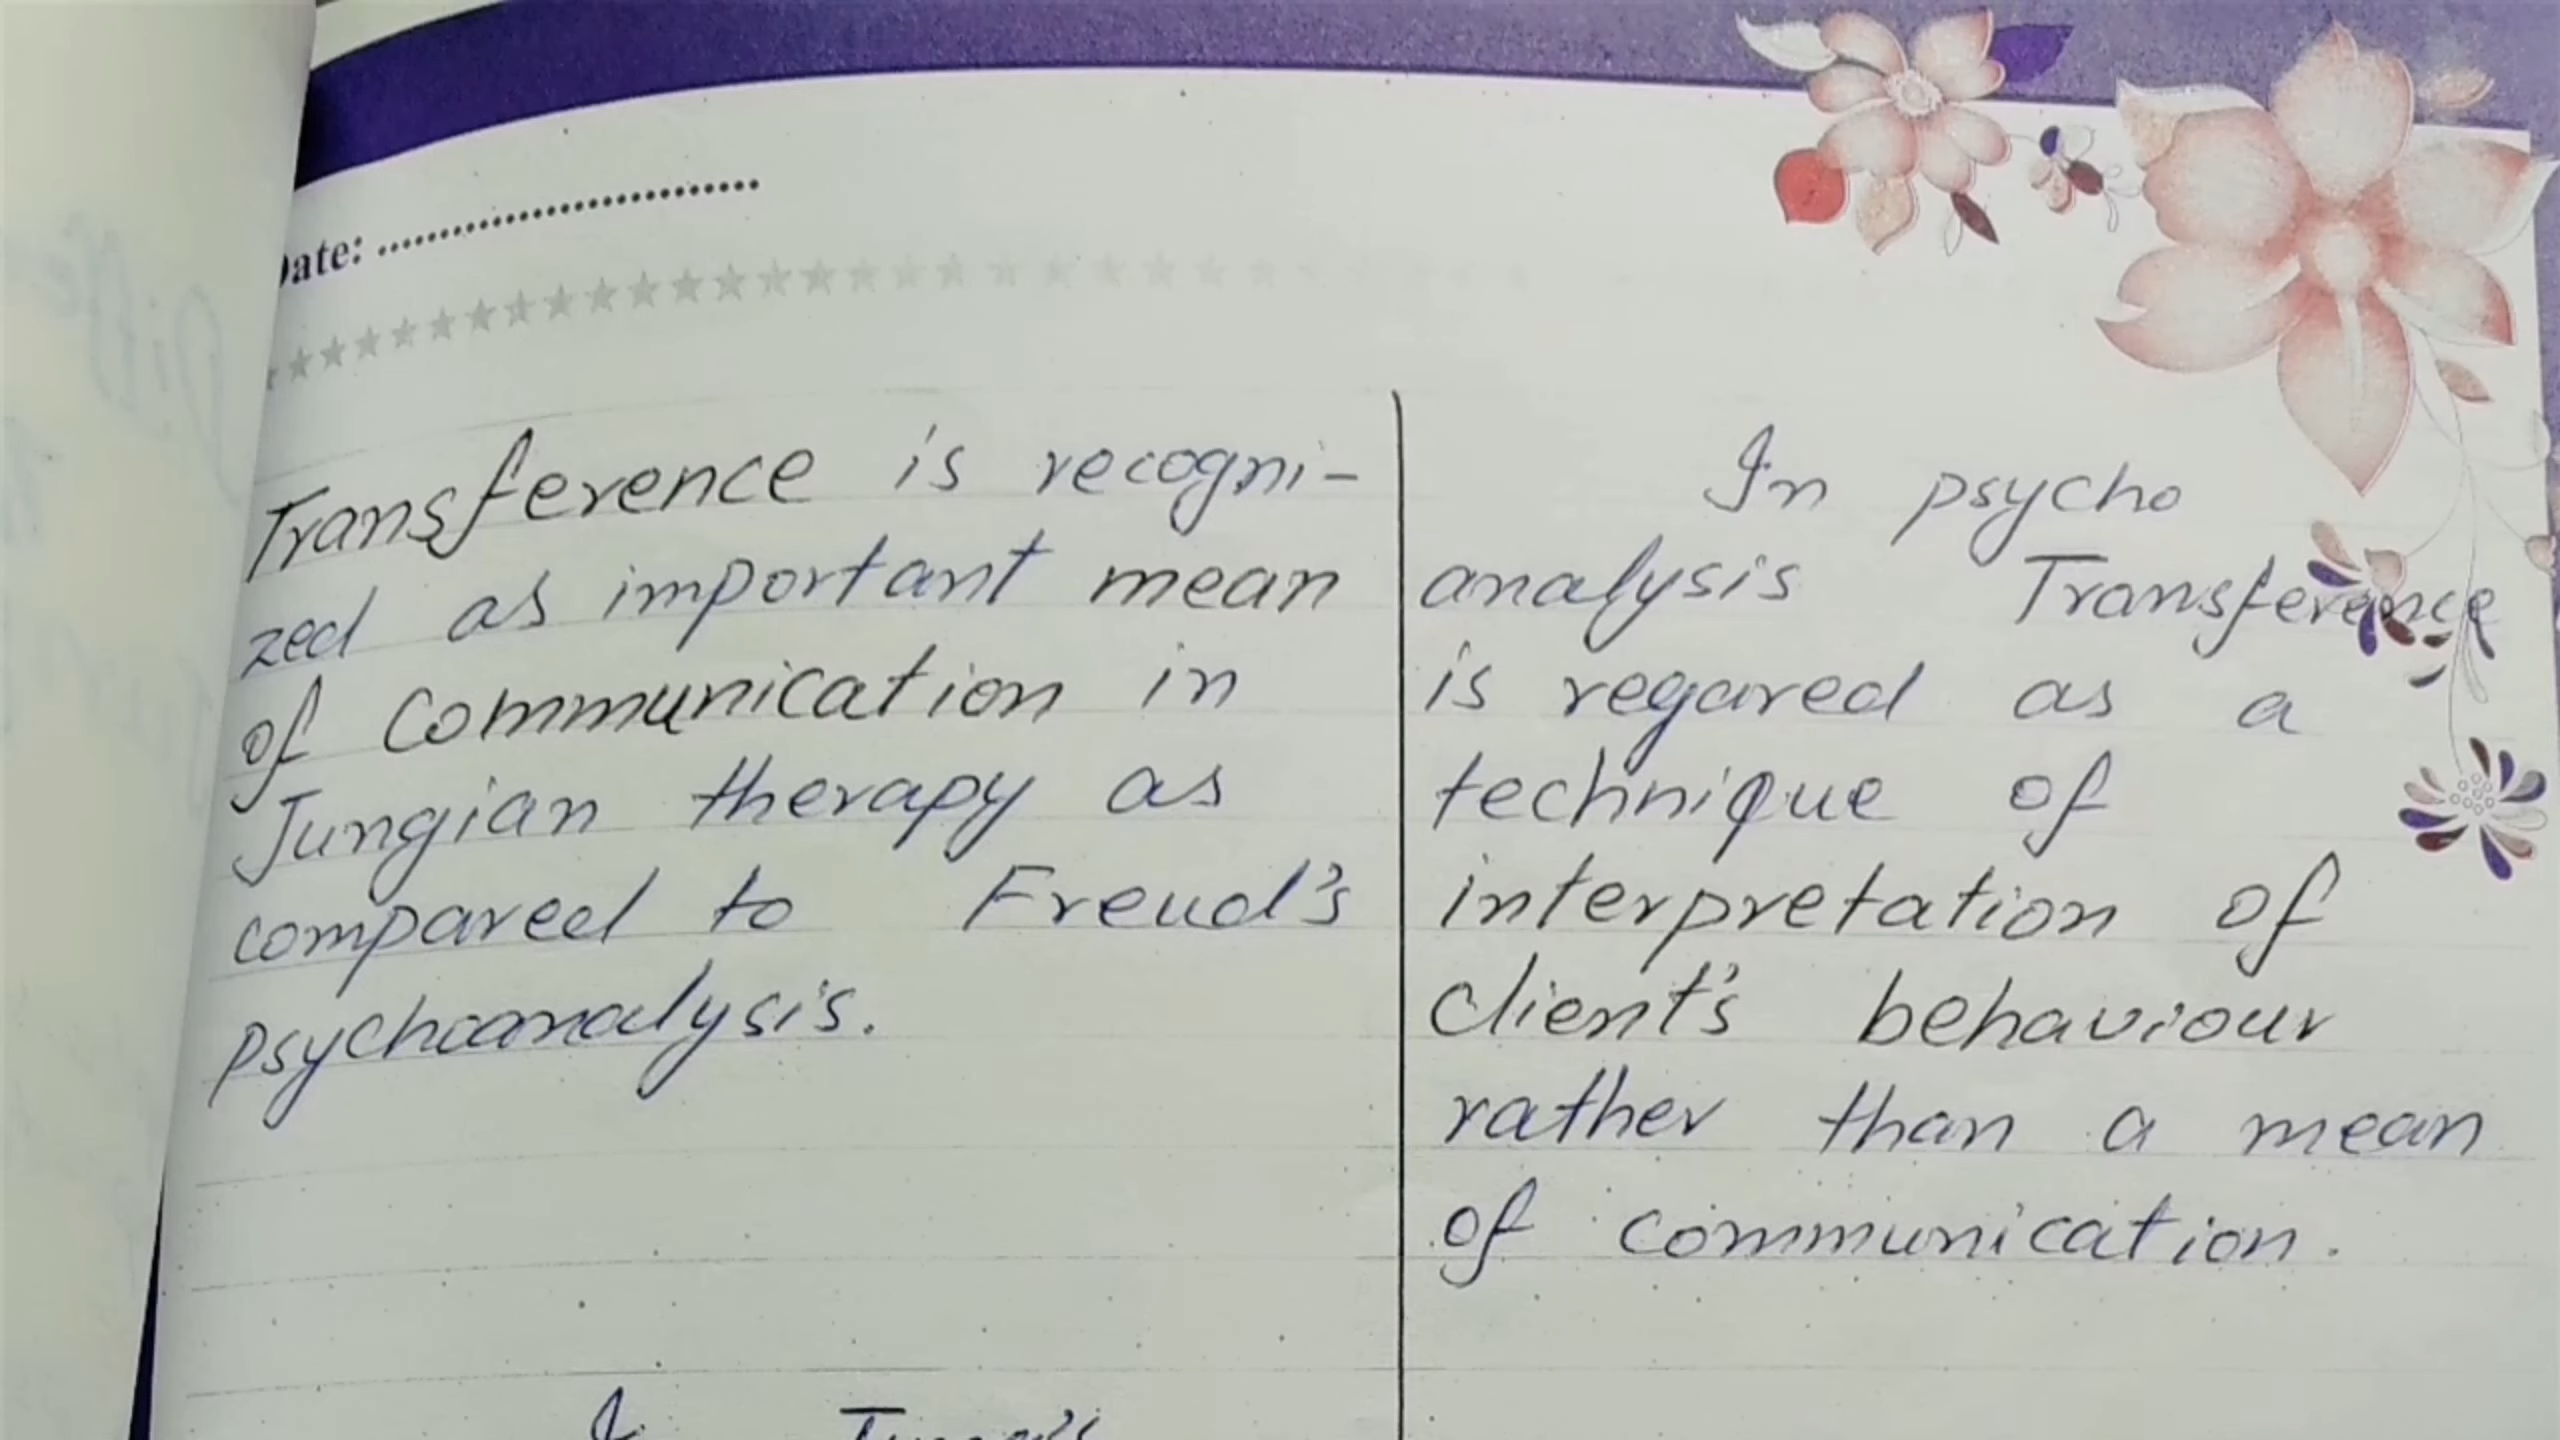 Date: ........................
Transference is recogni-
zed as important mean
of Communication in
Jungian therapy as
compared to Freud's
psychoanalysis.
In psycho
analysis Transference
is regared as a
technique of
interpretation of
client's behaviour
rather than a mean
of communication.